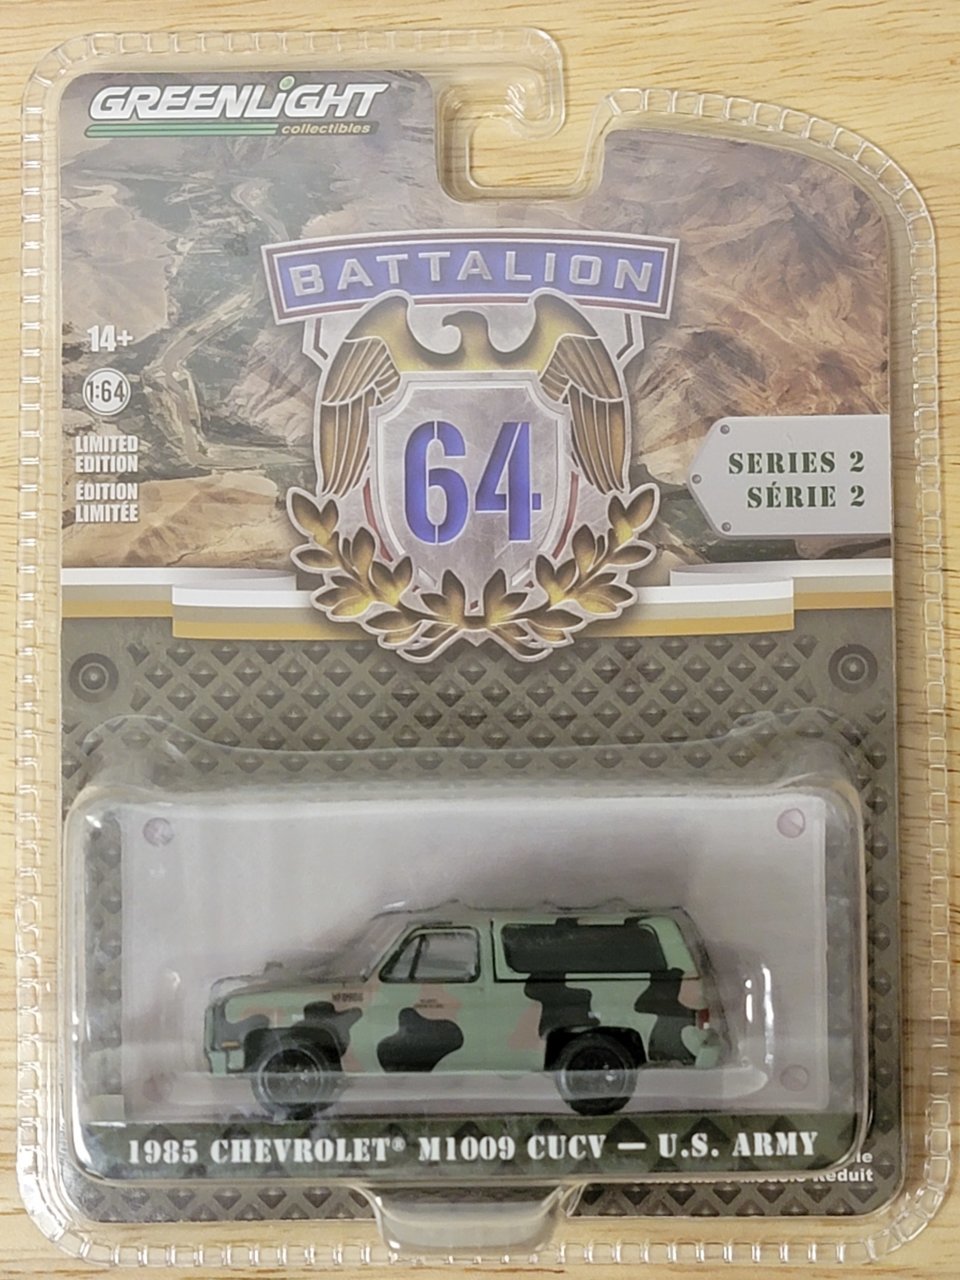 GREENLiGHT
collectibles
BATTALION
64
14+
1:64
LIMITED
EDITION
ÉDITION
LIMITÉE
SERIES 2
SÉRIE 2
1985 CHEVROLET® M1009 CUCV — U.S. ARMY
Réduit